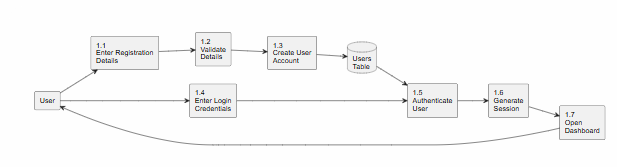 1.1
Enter Registration
Details
1.2
Validate
Details
1.3
Create User
Account
Users
Table
User
1.4
Enter Login
Credentials
1.5
Authenticate
User
1.6
Generate
Session
1.7
Open
Dashboard